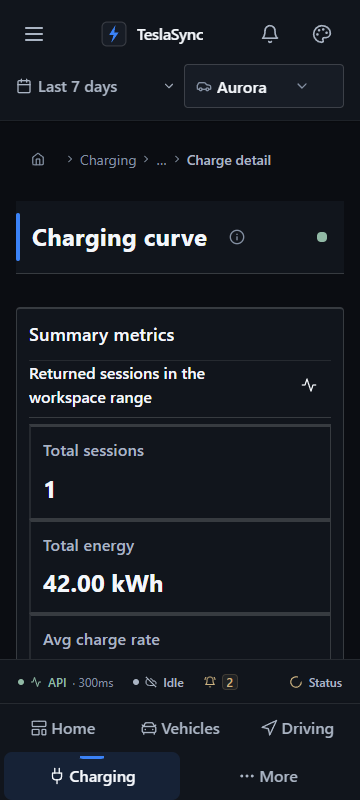 TeslaSync
Last 7 days
Aurora
Charging
...
Charge detail
Charging curve
Summary metrics
Returned sessions in the
workspace range
Total sessions
1
Total energy
42.00 kWh
Avg charge rate
API · 300ms
Idle
2
Status
Home
Vehicles
Driving
Charging
More